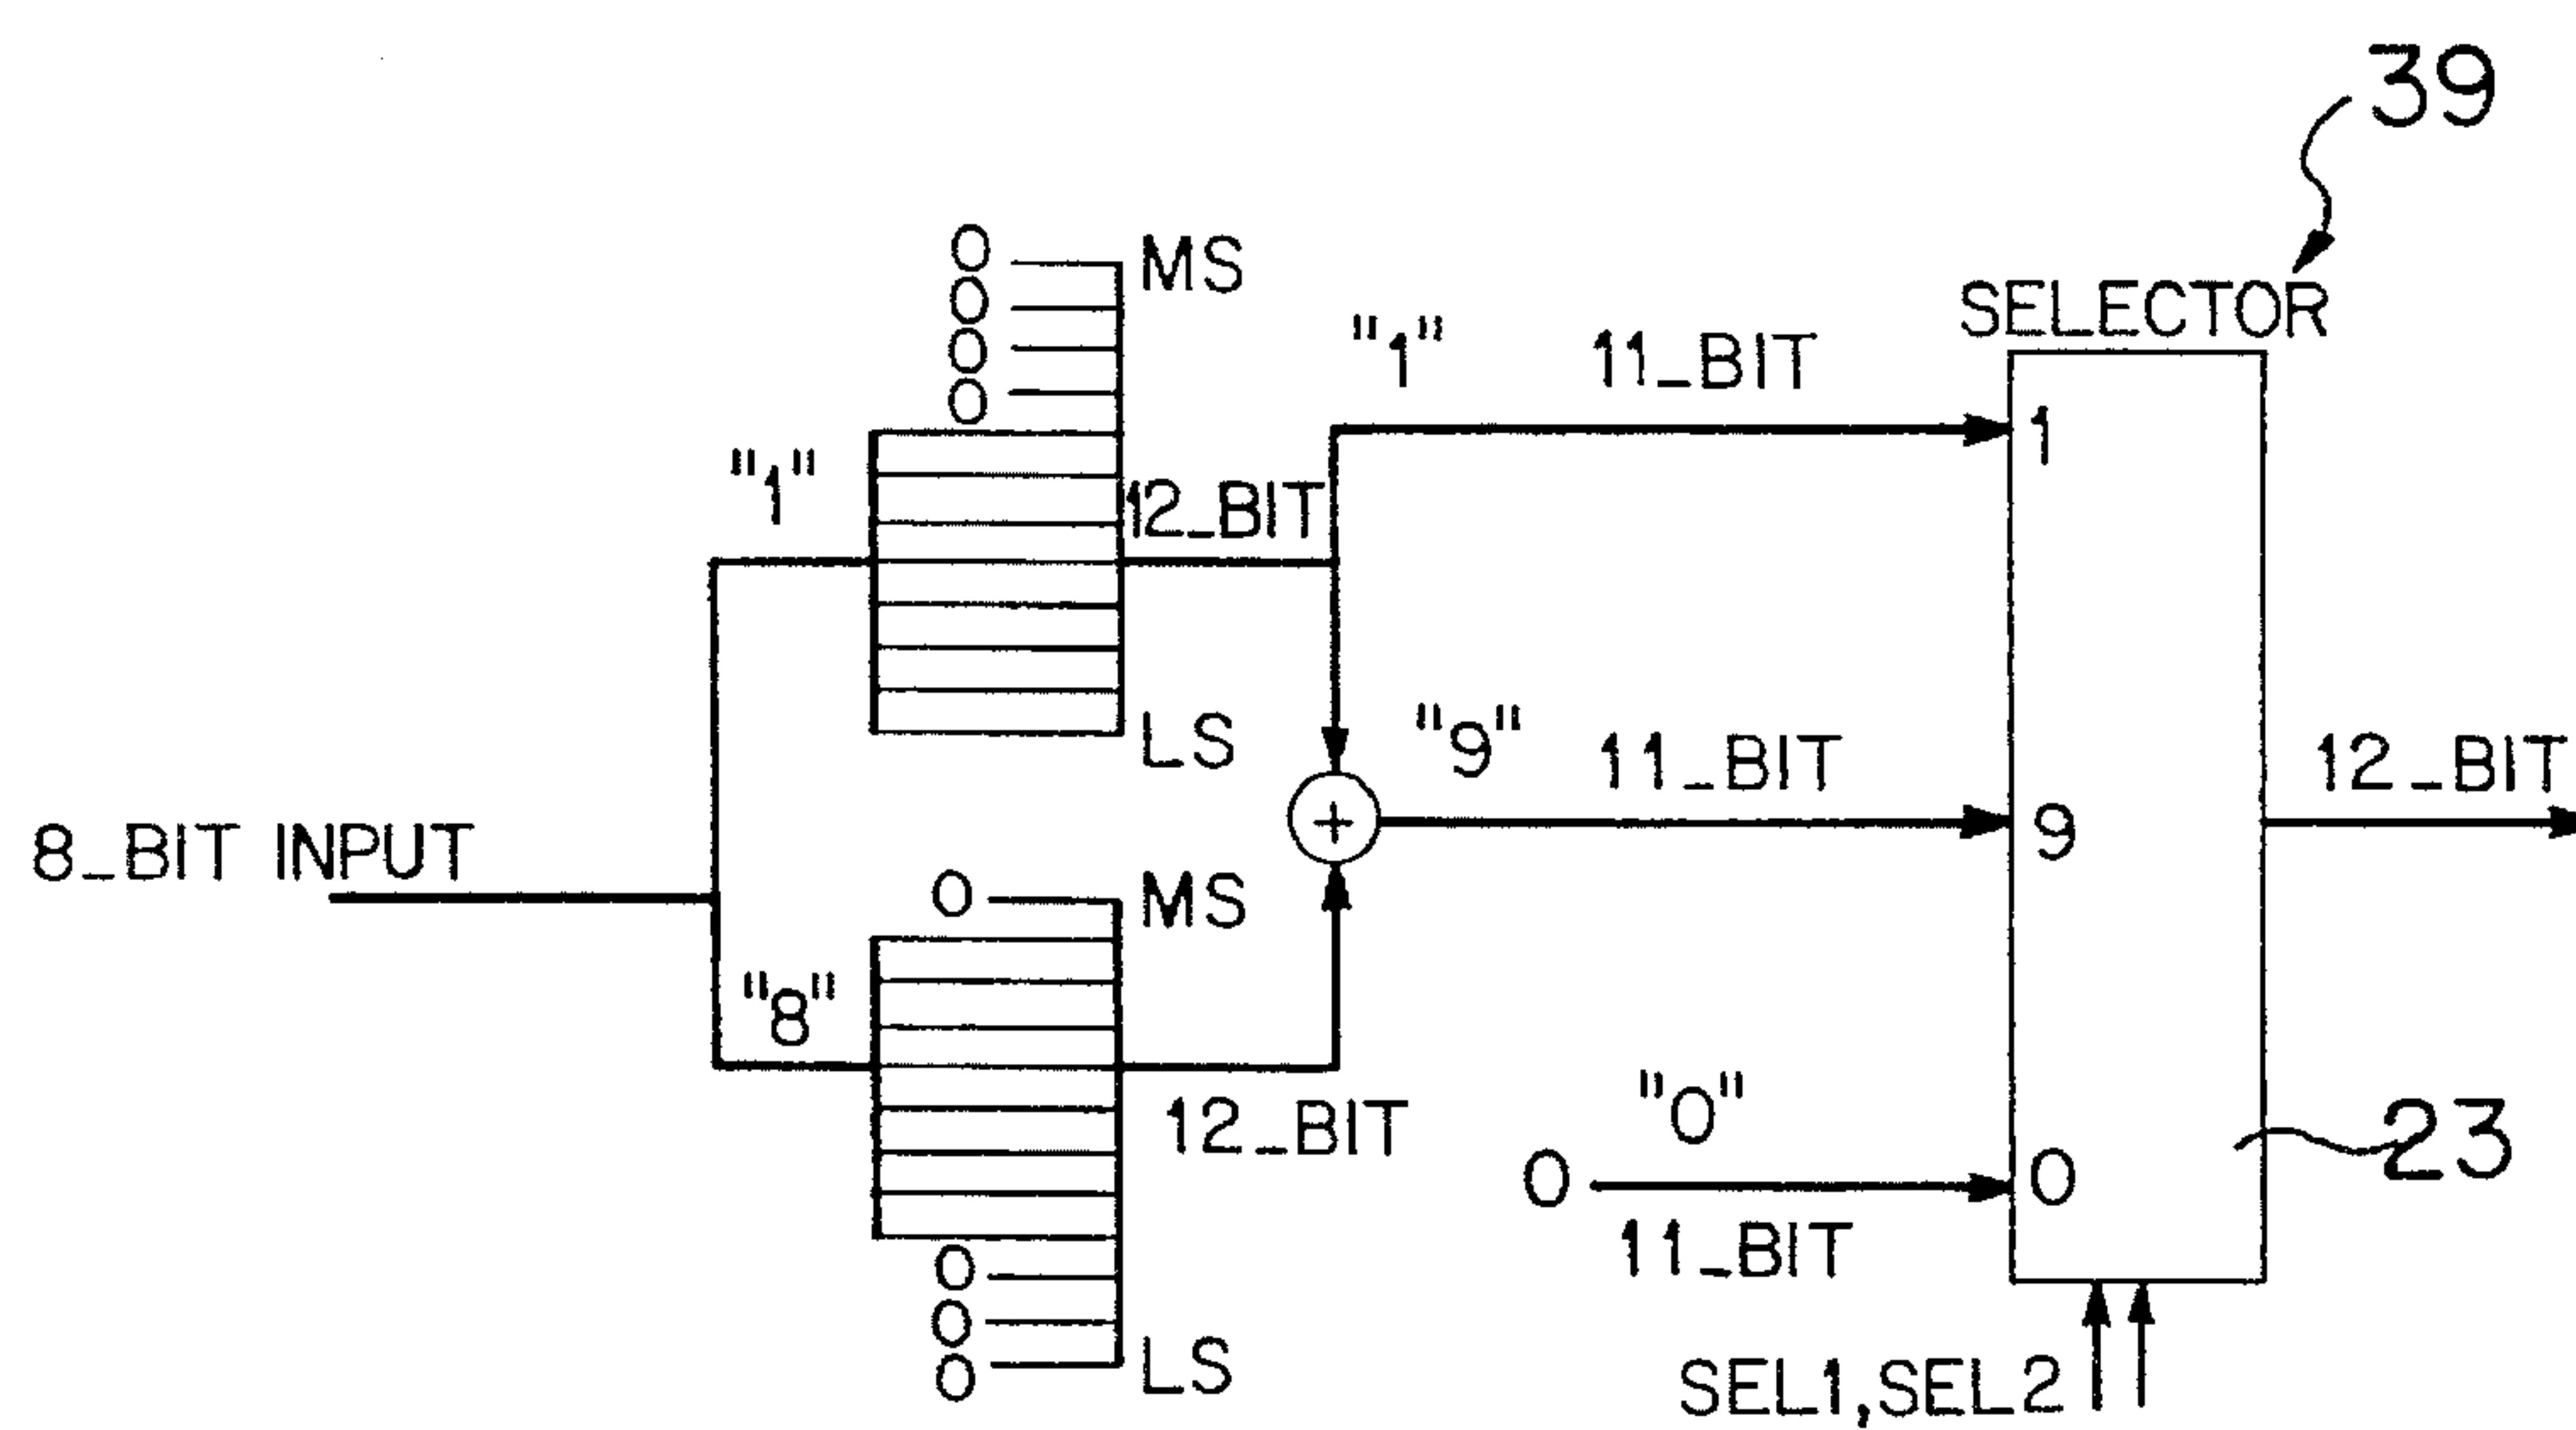 39
SELECTOR
0
0
0
0
MS
"1"
12_BIT
LS
"1"
11_BIT
1
8_BIT INPUT
"9"
11_BIT
9
12_BIT
0
MS
"8"
12_BIT
0
0
0
LS
"0"
0
11_BIT
0
23
SEL1,SEL2